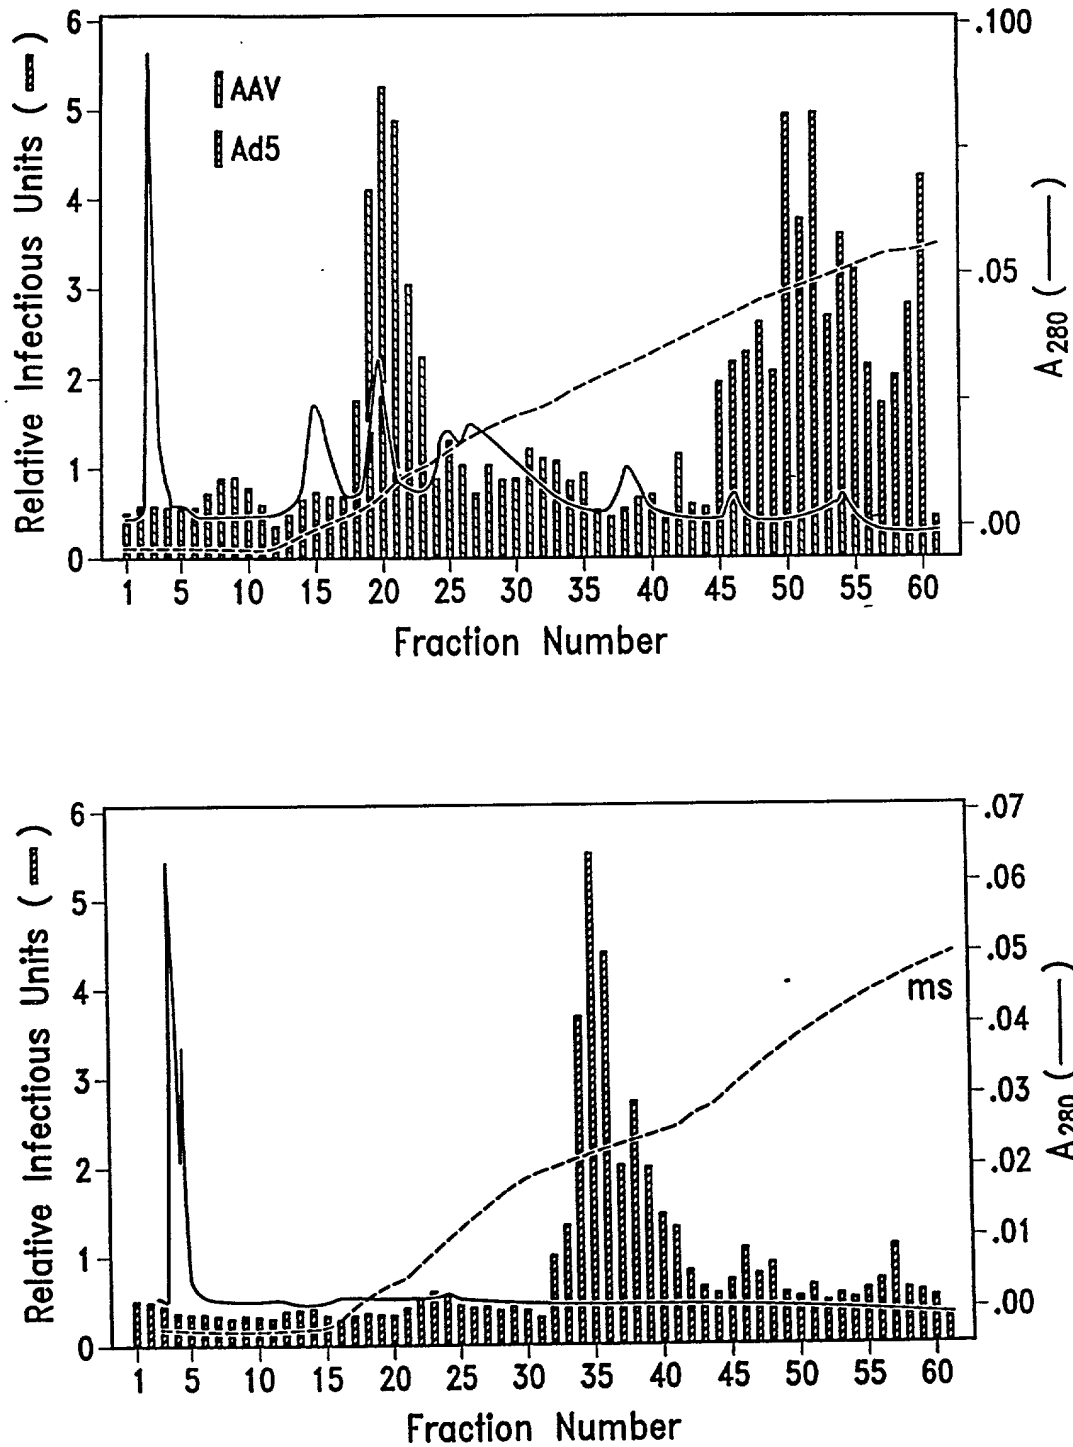 Relative Infectious Units ( )
6
5
4
3
2
1
0
AAV
Ad5
.100
.05
.00
A280 ( )
1 5 10 15 20 25 30 35 40 45 50 55 60
Fraction Number
Relative Infectious Units ( )
6
5
4
3
2
1
0
ms
.07
.06
.05
.04
.03
.02
.01
.00
A280 ( )
1 5 10 15 20 25 30 35 40 45 50 55 60
Fraction Number